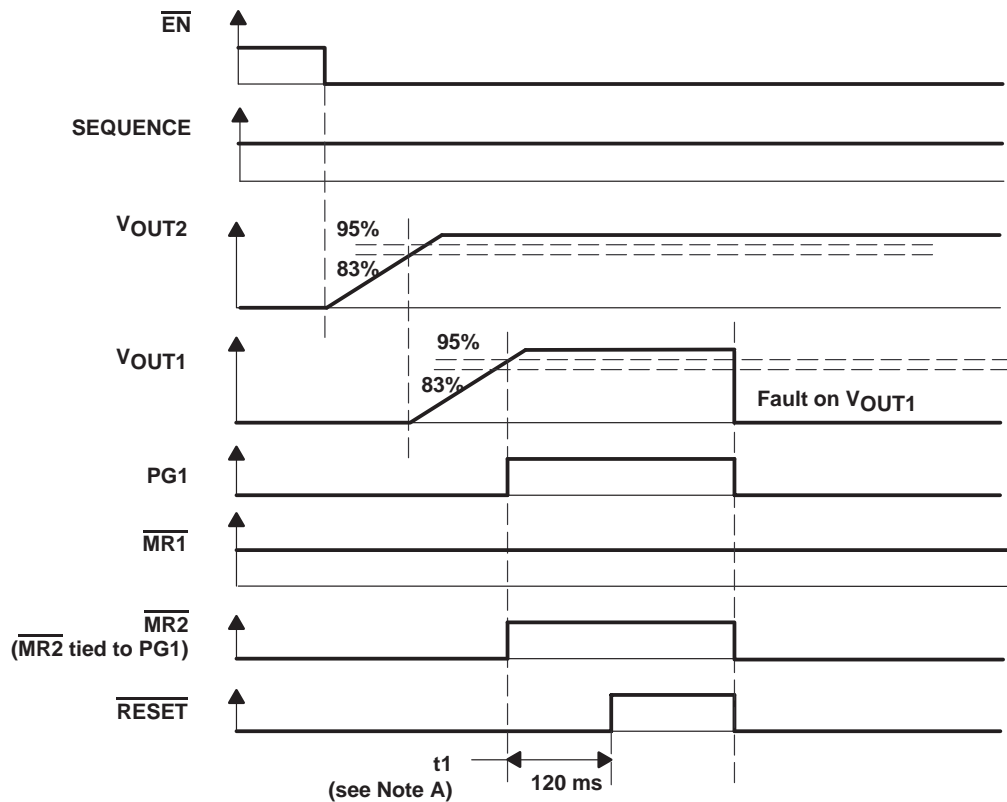 EN
SEQUENCE
VOUT2
95%
83%
VOUT1
95%
83%
Fault on VOUT1
PG1
MR1
MR2
(MR2 tied to PG1)
RESET
t1
(see Note A)
120 ms